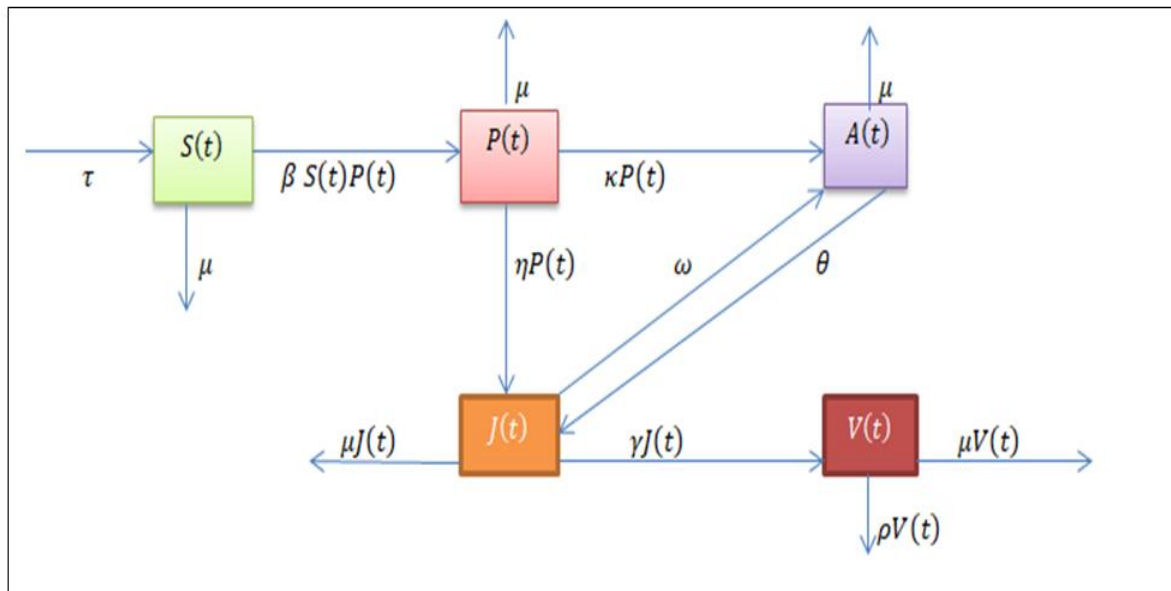 μ
μ
S(t)
P(t)
A(t)
τ
β S(t)P(t)
κP(t)
μ
ηP(t)
ω
θ
μJ(t)
J(t)
γJ(t)
V(t)
μV(t)
ρV(t)